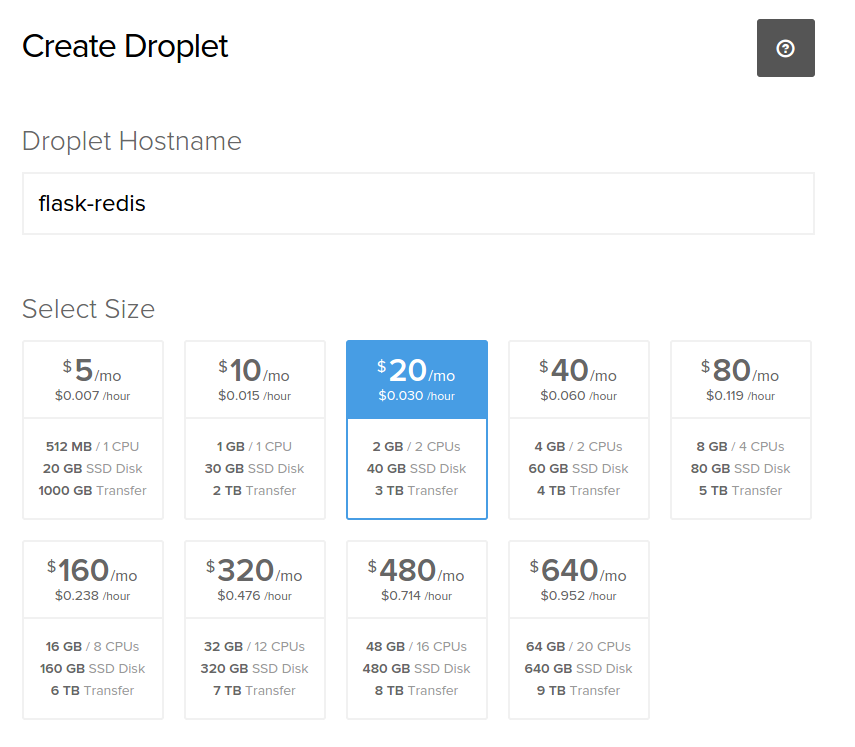 Create Droplet
Droplet Hostname
flask-redis
Select Size
$5/mo
$0.007 /hour
512 MB / 1 CPU
20 GB SSD Disk
1000 GB Transfer
$10/mo
$0.015 /hour
1 GB / 1 CPU
30 GB SSD Disk
2 TB Transfer
$20/mo
$0.030 /hour
2 GB / 2 CPUs
40 GB SSD Disk
3 TB Transfer
$40/mo
$0.060 /hour
4 GB / 2 CPUs
60 GB SSD Disk
4 TB Transfer
$80/mo
$0.119 /hour
8 GB / 4 CPUs
80 GB SSD Disk
5 TB Transfer
$160/mo
$0.238 /hour
16 GB / 8 CPUs
160 GB SSD Disk
6 TB Transfer
$320/mo
$0.476 /hour
32 GB / 12 CPUs
320 GB SSD Disk
7 TB Transfer
$480/mo
$0.714 /hour
48 GB / 16 CPUs
480 GB SSD Disk
8 TB Transfer
$640/mo
$0.952 /hour
64 GB / 20 CPUs
640 GB SSD Disk
9 TB Transfer